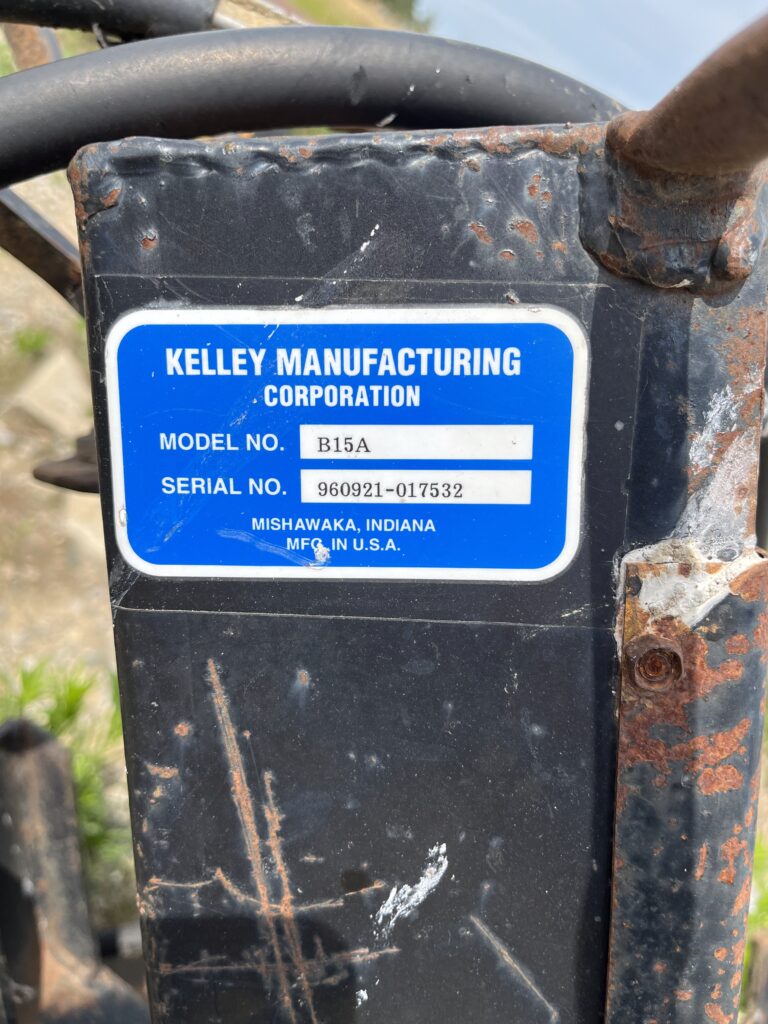 KELLEY MANUFACTURING
CORPORATION
MODEL NO. B15A
SERIAL NO. 960921-017532
MISHAWAKA, INDIANA
MFG. IN U.S.A.